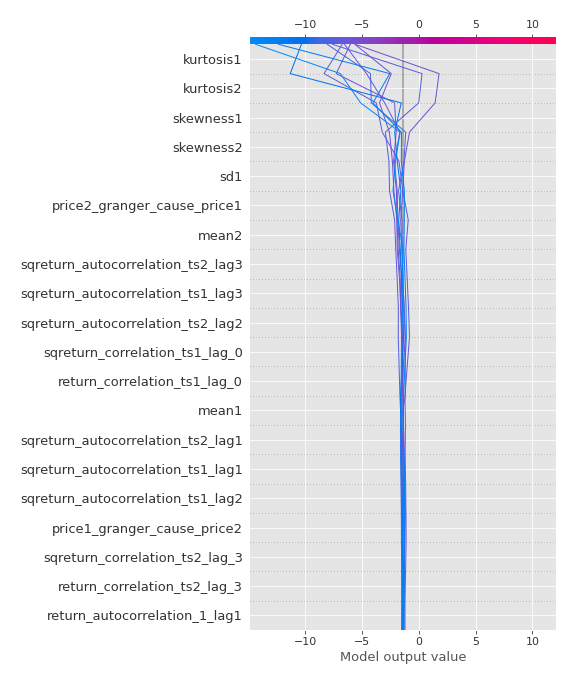 −10 −5 0 5 10
kurtosis1
kurtosis2
skewness1
skewness2
sd1
price2_granger_cause_price1
mean2
sqreturn_autocorrelation_ts2_lag3
sqreturn_autocorrelation_ts1_lag3
sqreturn_autocorrelation_ts2_lag2
sqreturn_correlation_ts1_lag_0
return_correlation_ts1_lag_0
mean1
sqreturn_autocorrelation_ts2_lag1
sqreturn_autocorrelation_ts1_lag1
sqreturn_autocorrelation_ts1_lag2
price1_granger_cause_price2
sqreturn_correlation_ts2_lag_3
return_correlation_ts2_lag_3
return_autocorrelation_1_lag1
−10 −5 0 5 10
Model output value